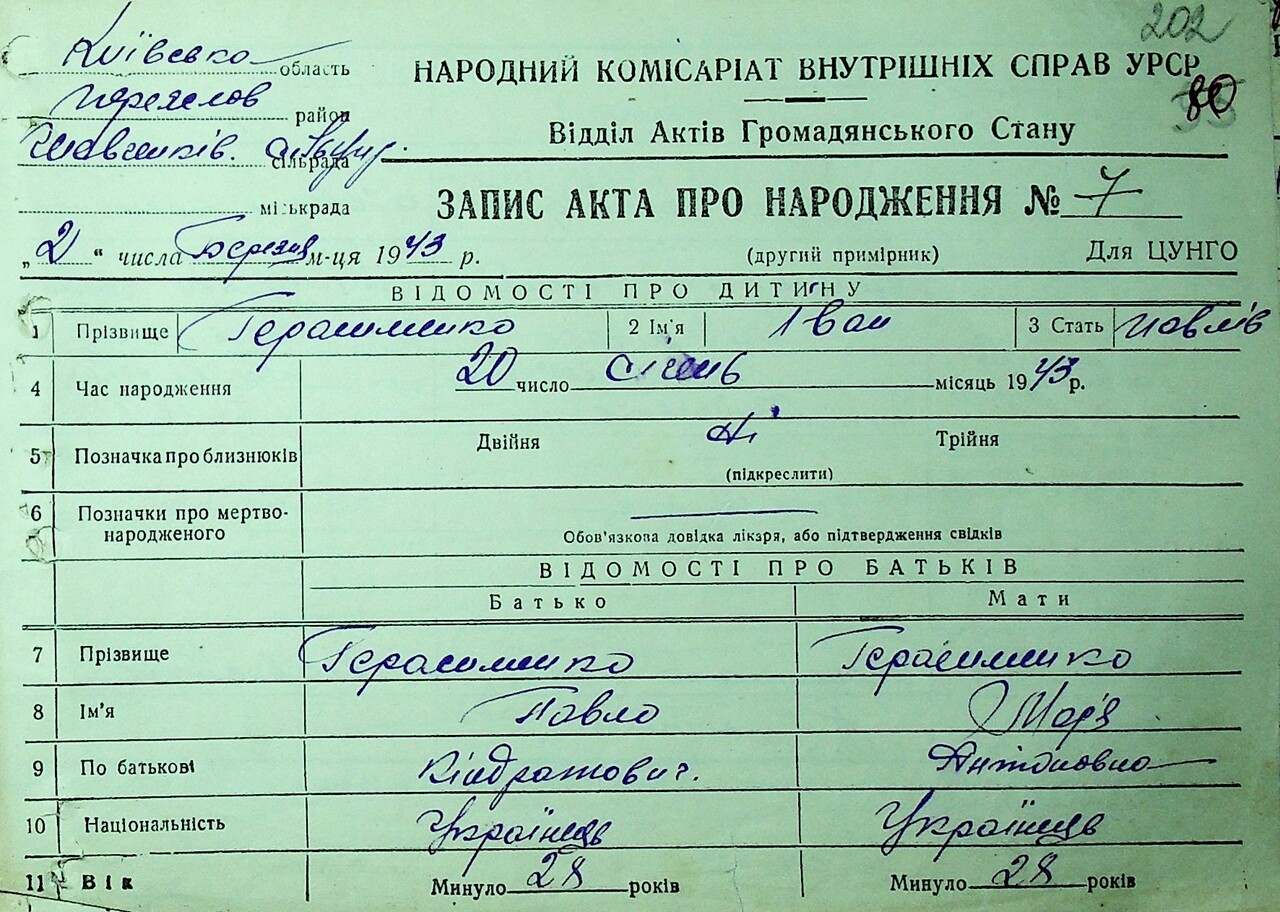 202
Київсько область
НАРОДНИЙ КОМІСАРІАТ ВНУТРІШНІХ СПРАВ УРСР
80
район
Відділ Актів Громадянського Стану
сільрада
міськрада
ЗАПИС АКТА ПРО НАРОДЖЕННЯ № 7
„2“ числа Березня м-ця 1943 р.
(другий примірник) Для ЦУНГО
ВІДОМОСТІ ПРО ДИТИНУ
1 Прізвище Герасименко 2 Ім'я Іван 3 Стать
4 Час народження 20 число січень місяць 1943 р.
5 Позначка про близнюків Двійня ні Трійня
(підкреслити)
6 Позначки про мертво-
народженого
Обов'язкова довідка лікаря, або підтвердження свідків
ВІДОМОСТІ ПРО БАТЬКІВ
Батько Мати
7 Прізвище Герасименко Герасименко
8 Ім'я Павло Мар'я
9 По батькові Кіндратович. Антоновна
10 Національність Українець Українець
11 Вік Минуло 28 років Минуло 28 років